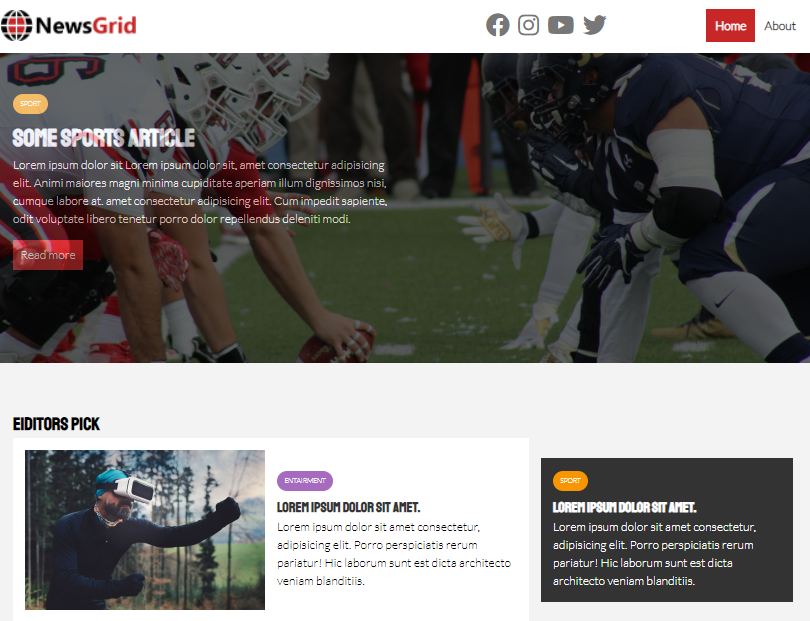 NewsGrid
Home
About
SPORT
SOME SPORTS ARTICLE
Lorem ipsum dolor sit Lorem ipsum dolor sit, amet consectetur adipisicing
elit. Animi maiores magni minima cupiditate aperiam illum dignissimos nisi,
cumque labore at. amet consectetur adipisicing elit. Cum impedit sapiente,
odit voluptate libero tenetur porro dolor repellendus deleniti modi.
Read more
EIDITORS PICK
ENTAIRMENT
LOREM IPSUM DOLOR SIT AMET.
Lorem ipsum dolor sit amet consectetur,
adipisicing elit. Porro perspiciatis rerum
pariatur! Hic laborum sunt est dicta architecto
veniam blanditiis.
SPORT
LOREM IPSUM DOLOR SIT AMET.
Lorem ipsum dolor sit amet consectetur,
adipisicing elit. Porro perspiciatis rerum
pariatur! Hic laborum sunt est dicta
architecto veniam blanditiis.